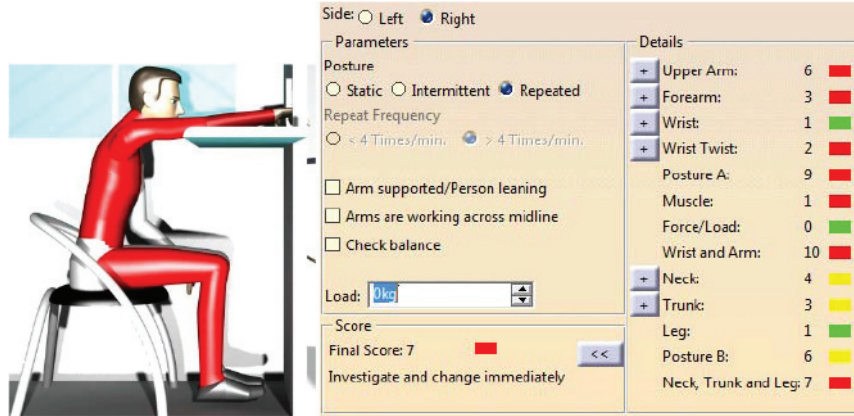 Side: Left Right
Parameters
Posture
Static Intermittent Repeated
Repeat Frequency
< 4 Times/min. > 4 Times/min.
Arm supported/Person leaning
Arms are working across midline
Check balance
Load: 0kg
Score
Final Score: 7 <<
Investigate and change immediately
Details
+ Upper Arm: 6
+ Forearm: 3
+ Wrist: 1
+ Wrist Twist: 2
Posture A: 9
Muscle: 1
Force/Load: 0
Wrist and Arm: 10
+ Neck: 4
+ Trunk: 3
Leg: 1
Posture B: 6
Neck, Trunk and Leg: 7